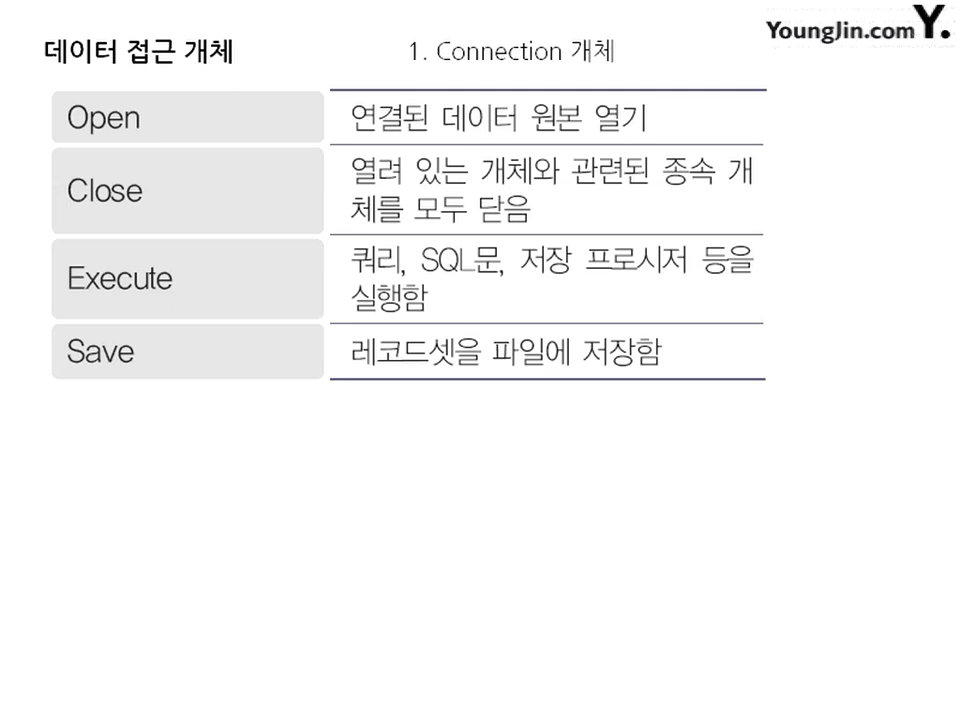 데이터 접근 개체
1. Connection 개체
YoungJin.com Y.
Open
연결된 데이터 원본 열기
Close
열려 있는 개체와 관련된 종속 개
체를 모두 닫음
Execute
쿼리, SQL문, 저장 프로시저 등을
실행함
Save
레코드셋을 파일에 저장함